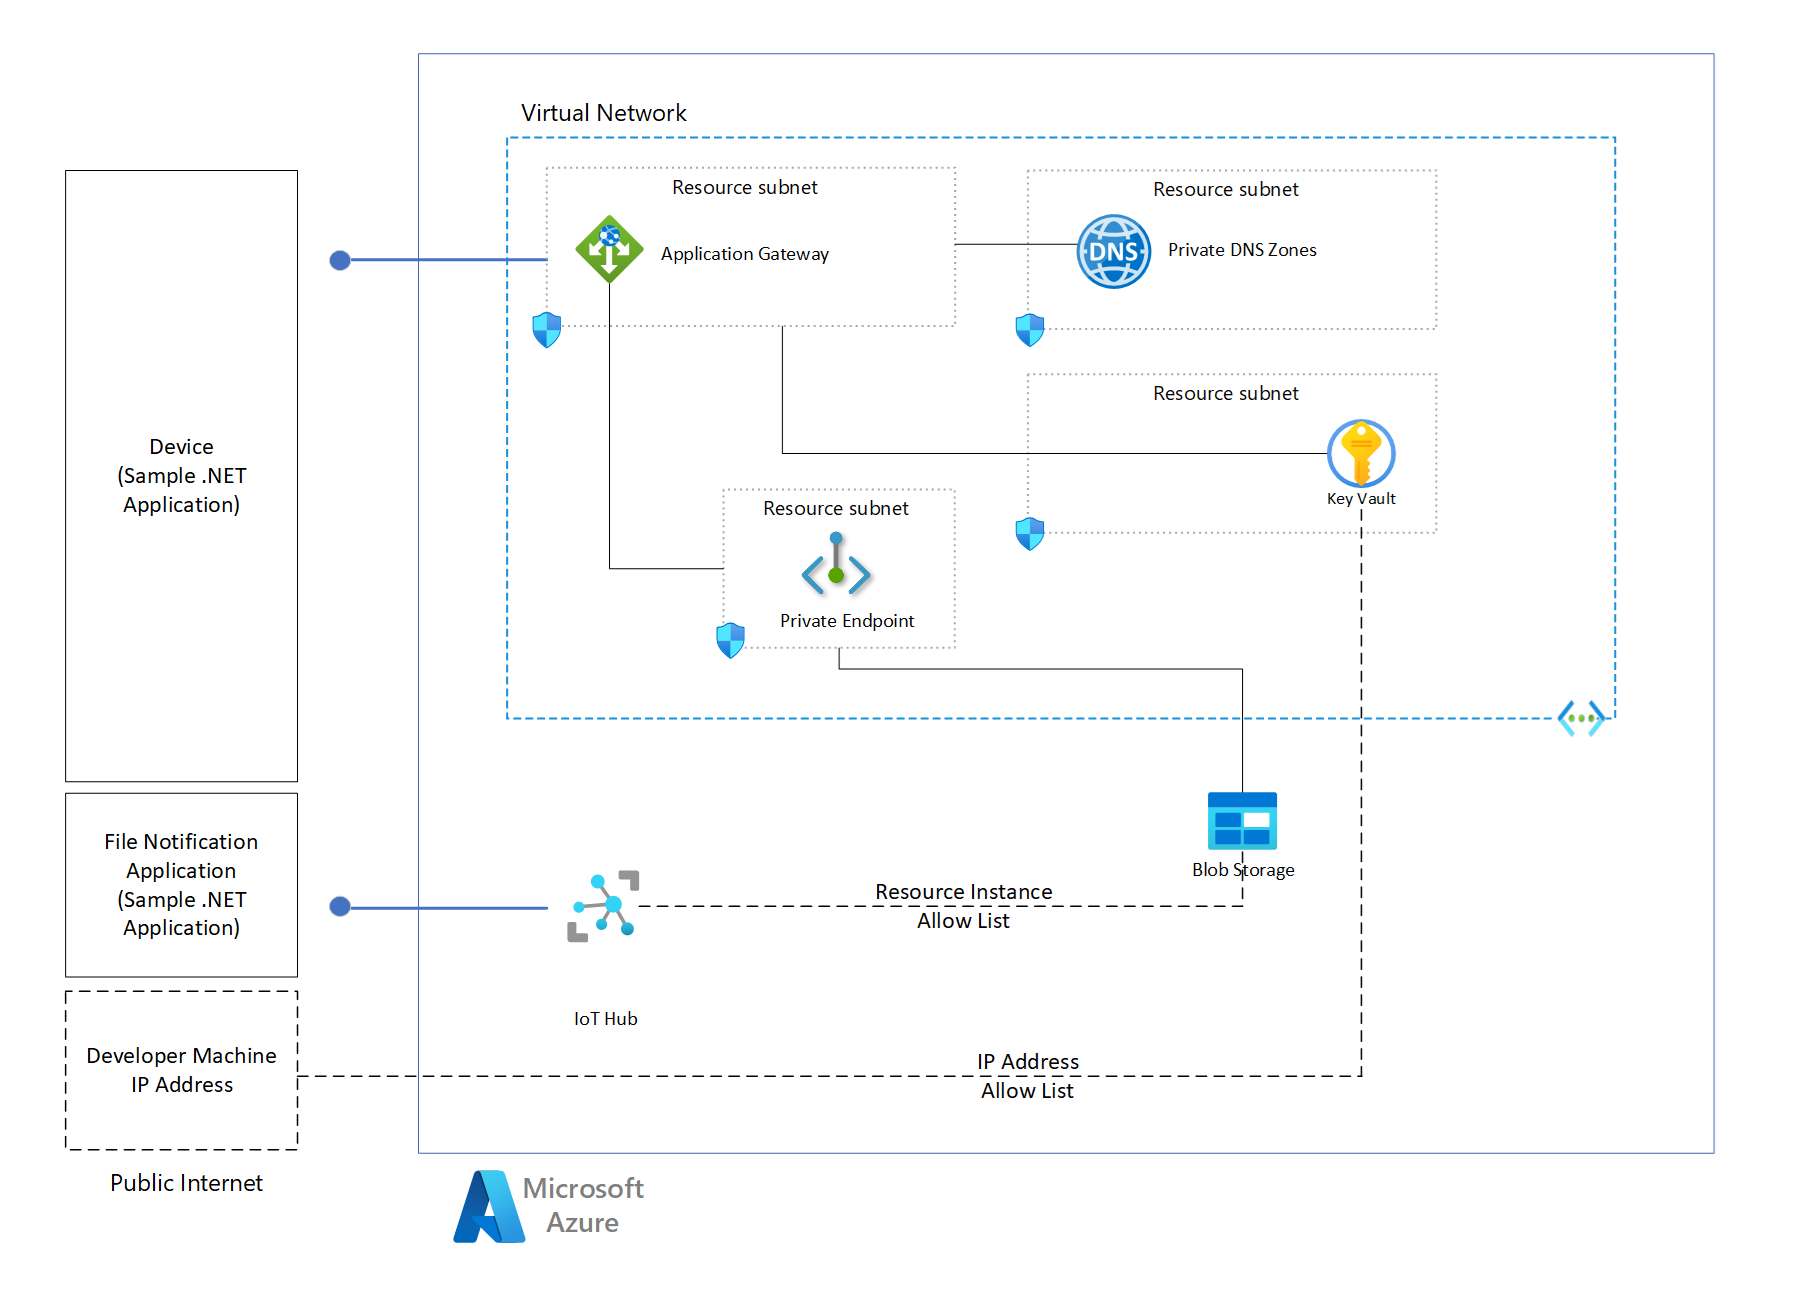 Virtual Network
Resource subnet
Application Gateway
Resource subnet
DNS
Private DNS Zones
Resource subnet
Key Vault
Resource subnet
Private Endpoint
Device
(Sample .NET
Application)
File Notification
Application
(Sample .NET
Application)
Blob Storage
Resource Instance
Allow List
IoT Hub
Developer Machine
IP Address
IP Address
Allow List
Public Internet
Microsoft
Azure